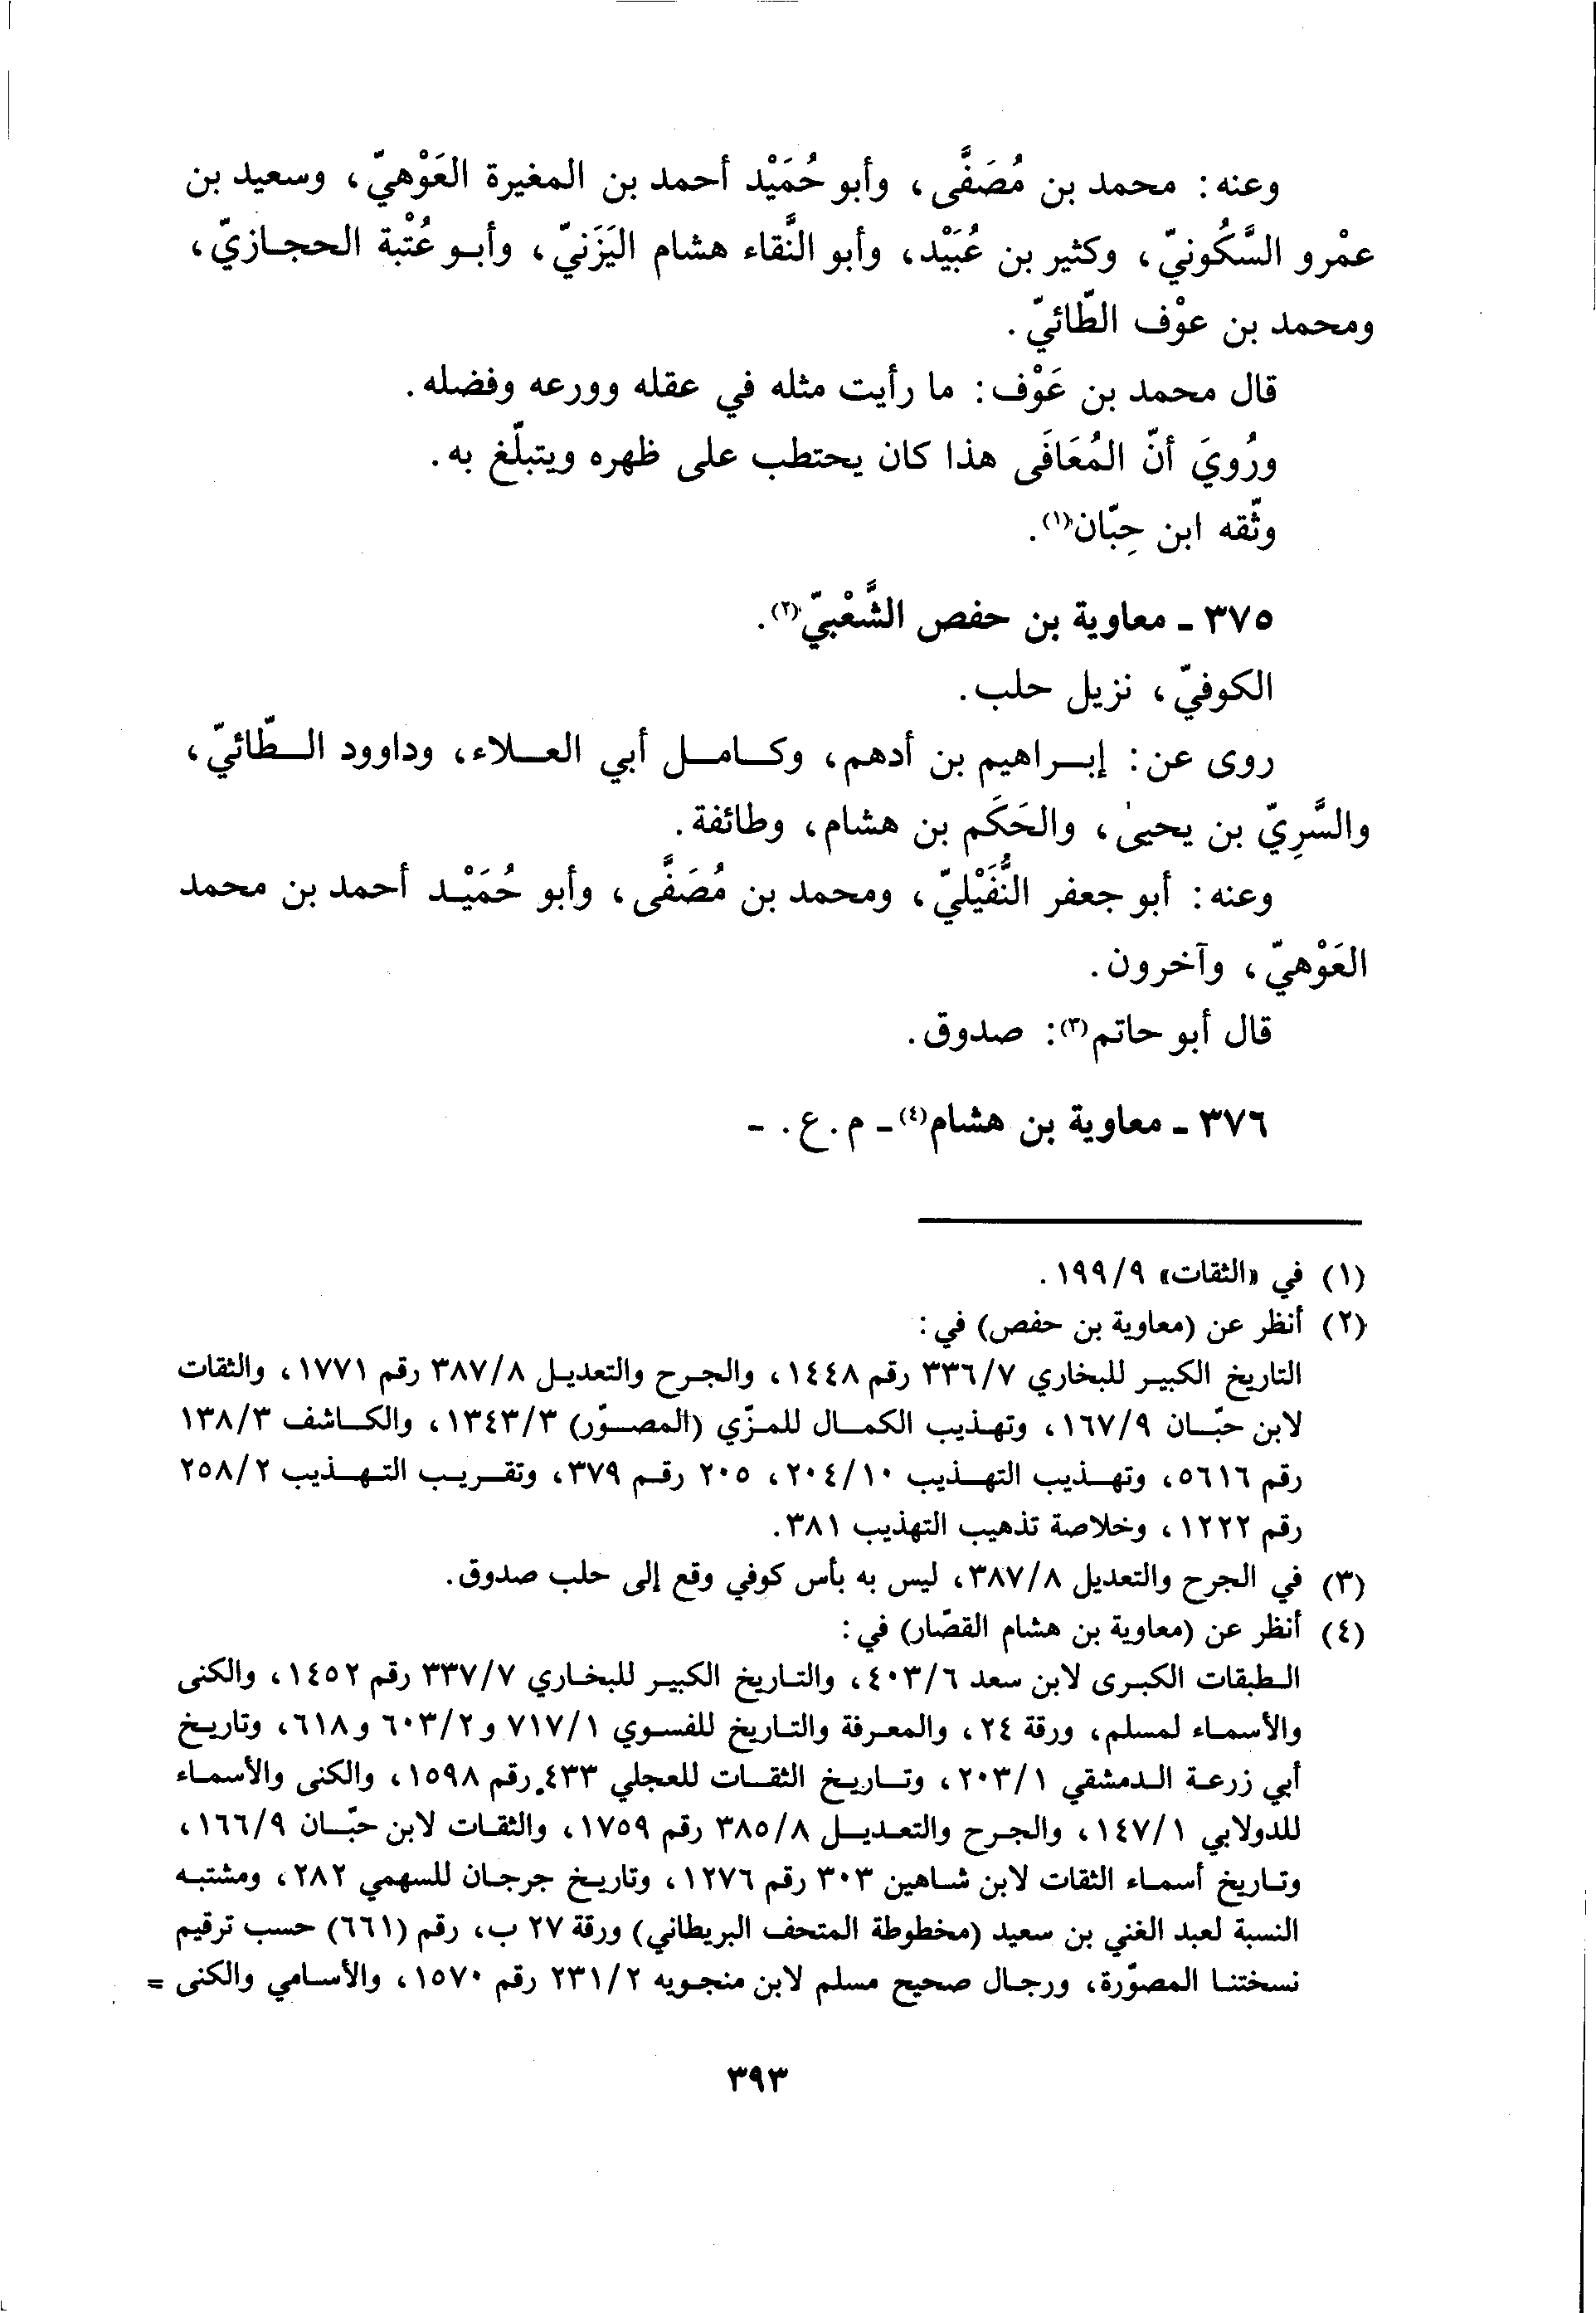 وعنه: محمد بن مُصَفَّى، وأبو حُمَيْد أحمد بن المغيرة العَوْهيّ، وسعيد بن
عمْرو السَّكُونيّ، وكثير بن عُبَيْد، وأبو النَّقاء هشام اليَزَنيّ، وأبو عُتْبة الحجازيّ،
ومحمد بن عوْف الطّائيّ.
قال محمد بن عَوْف: ما رأيت مثله في عقله وورعه وفضله.
ورُويَ أنّ المُعَافَى هذا كان يحتطب على ظهره ويتبلّغ به.
وثّقه ابن حِبّان(١).
٣٧٥ - معاوية بن حفص الشَّعْبيّ(٢).
الكوفيّ، نزيل حلب.
روى عن: إبراهيم بن أدهم، وكامل أبي العلاء، وداوود الطّائيّ،
والسَّرِيّ بن يحيىٰ، والحَكَم بن هشام، وطائفة.
وعنه: أبو جعفر النُّفَيْليّ، ومحمد بن مُصَفَّى، وأبو حُمَيْد أحمد بن محمد
العَوْهيّ، وآخرون.
قال أبو حاتم(٣): صدوق.
٣٧٦ - معاوية بن هشام(٤) - م. ع. -
(١) في «الثقات» ١٩٩/٩.
(٢) أنظر عن (معاوية بن حفص) في:
التاريخ الكبير للبخاري ٣٣٦/٧ رقم ١٤٤٨، والجرح والتعديل ٣٨٧/٨ رقم ١٧٧١، والثقات
لابن حبّان ١٦٧/٩، وتهذيب الكمال للمزّي (المصوّر) ١٣٤٣/٣، والكاشف ١٣٨/٣
رقم ٥٦١٦، وتهذيب التهذيب ٢٠٤/١٠، ٢٠٥ رقم ٣٧٩، وتقريب التهذيب ٢٥٨/٢
رقم ١٢٢٢، وخلاصة تذهيب التهذيب ٣٨١.
(٣) في الجرح والتعديل ٣٨٧/٨، ليس به بأس كوفي وقع إلى حلب صدوق.
(٤) أنظر عن (معاوية بن هشام القصّار) في:
الطبقات الكبرى لابن سعد ٤٠٣/٦، والتاريخ الكبير للبخاري ٣٣٧/٧ رقم ١٤٥٢، والكنى
والأسماء لمسلم، ورقة ٢٤، والمعرفة والتاريخ للفسوي ٧١٧/١ و٦٠٣/٢ و٦١٨، وتاريخ
أبي زرعة الدمشقي ٢٠٣/١، وتاريخ الثقات للعجلي ٤٣٣ رقم ١٥٩٨، والكنى والأسماء
للدولابي ١٤٧/١، والجرح والتعديل ٣٨٥/٨ رقم ١٧٥٩، والثقات لابن حبّان ١٦٦/٩،
وتاريخ أسماء الثقات لابن شاهين ٣٠٣ رقم ١٢٧٦، وتاريخ جرجان للسهمي ٢٨٢، ومشتبه
النسبة لعبد الغني بن سعيد (مخطوطة المتحف البريطاني) ورقة ٢٧ ب، رقم (٦٦١) حسب ترقيم
نسختنا المصوّرة، ورجال صحيح مسلم لابن منجويه ٢٣١/٢ رقم ١٥٧٠، والأسامي والكنى =
٣٩٣